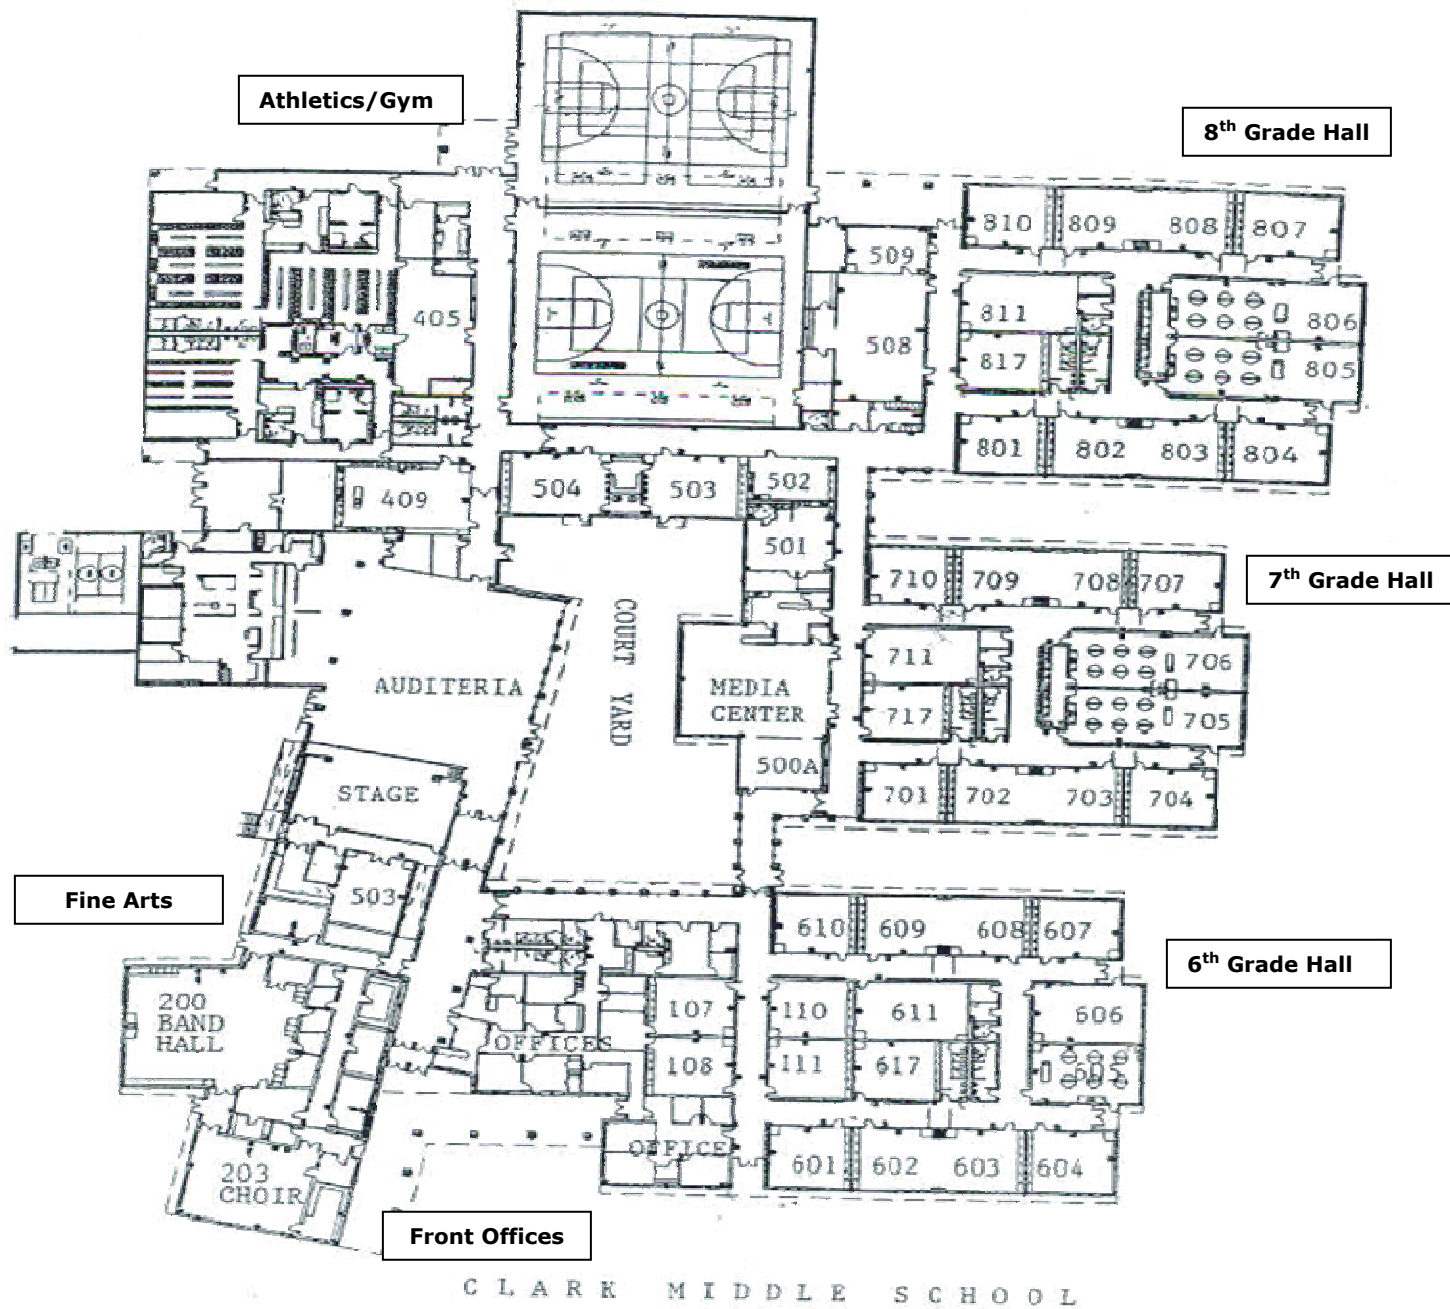 Athletics/Gym
8th Grade Hall
810 809 808 807
509
811
806
405
508
817
805
801 802 803 804
409
504 503 502
501
710 709 708 707
7th Grade Hall
COURT YARD
711
706
AUDITERIA
MEDIA
CENTER
717
705
500A
STAGE
701 702 703 704
Fine Arts
503
610 609 608 607
6th Grade Hall
200
BAND
HALL
107 110 611 606
OFFICES
108 111 617
OFFICE
601 602 603 604
203
CHOIR
Front Offices
CLARK MIDDLE SCHOOL